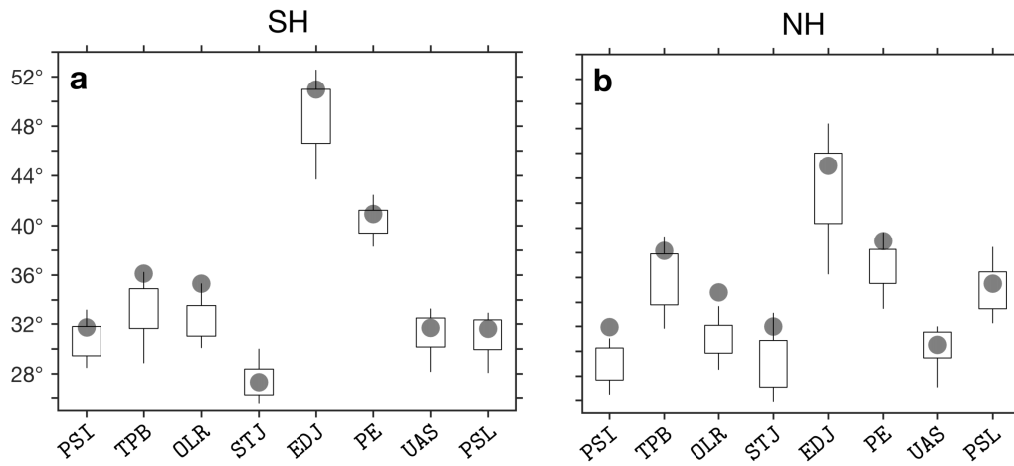 SH
NH
a
b
52°
48°
44°
40°
36°
32°
28°
PSI TPB OLR STJ EDJ PE UAS PSL
PSI TPB OLR STJ EDJ PE UAS PSL